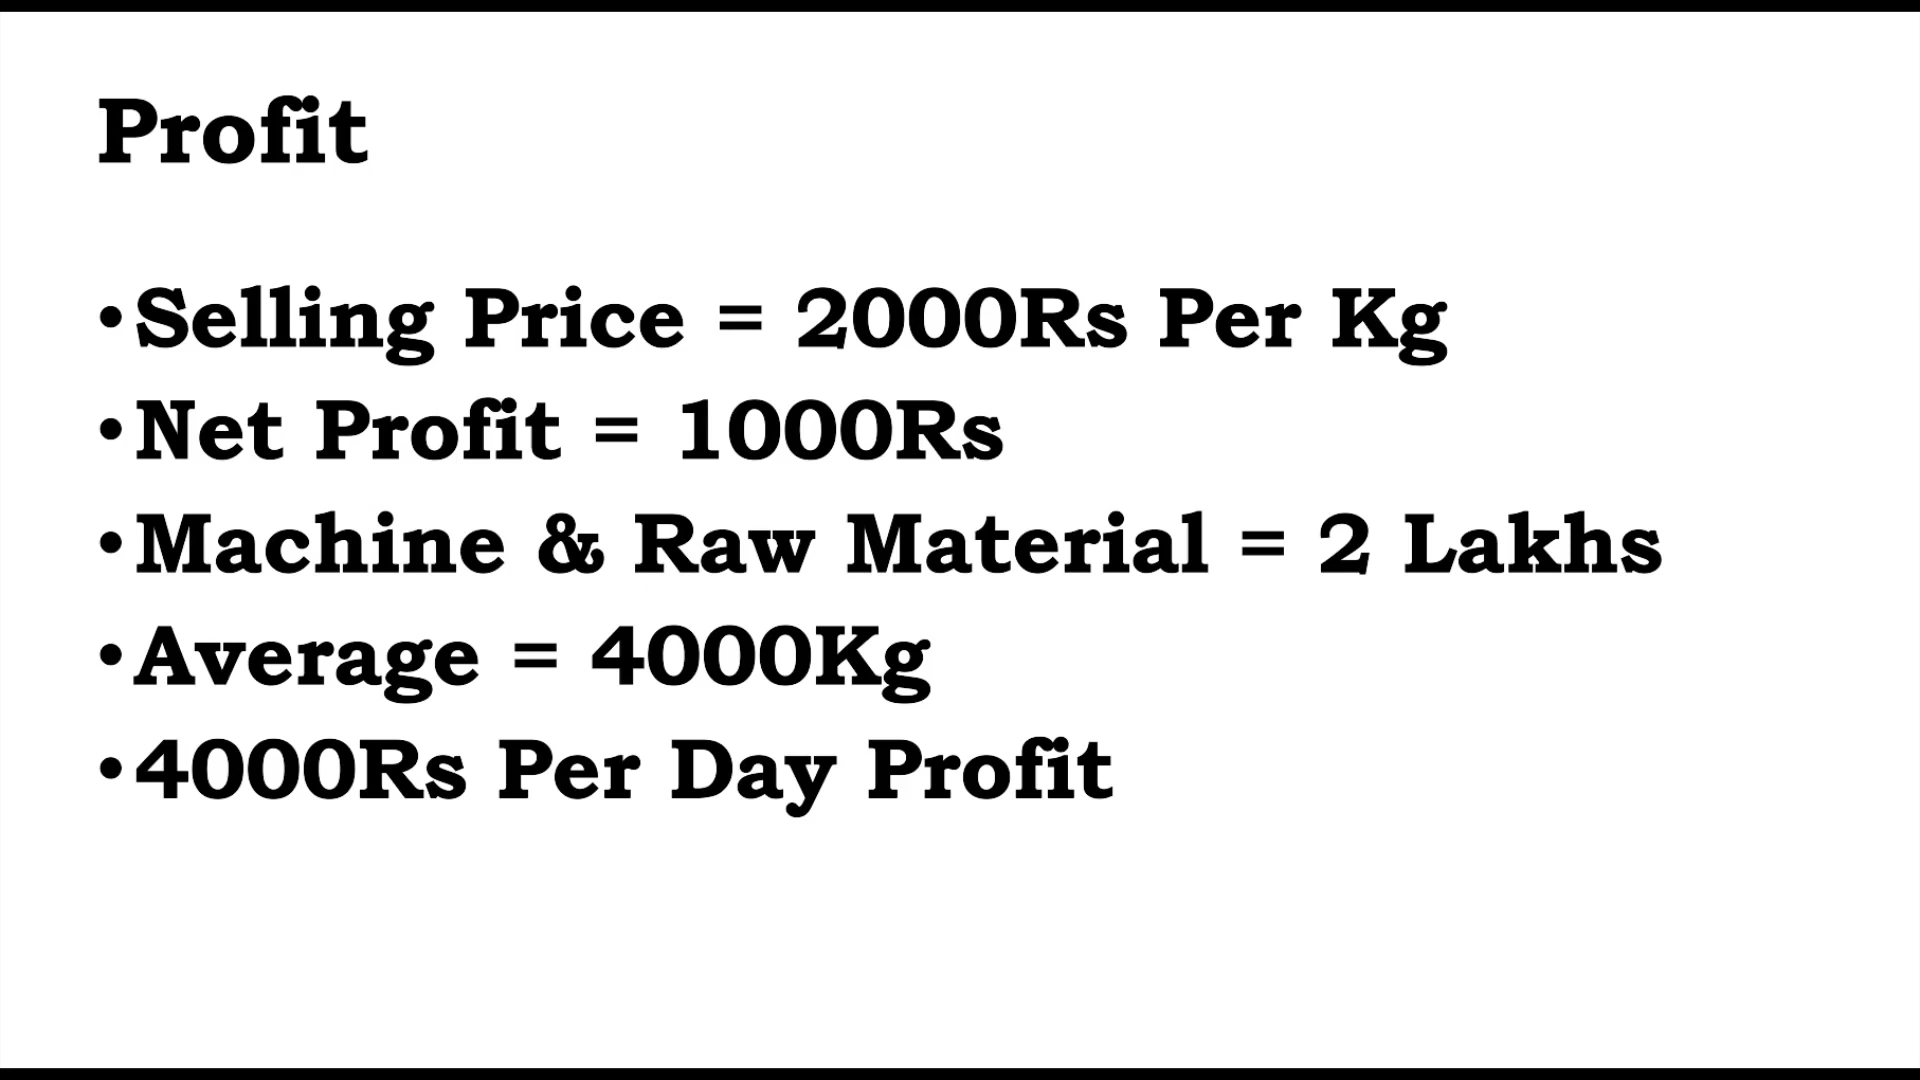 Profit
•Selling Price = 2000Rs Per Kg
•Net Profit = 1000Rs
•Machine & Raw Material = 2 Lakhs
•Average = 4000Kg
•4000Rs Per Day Profit